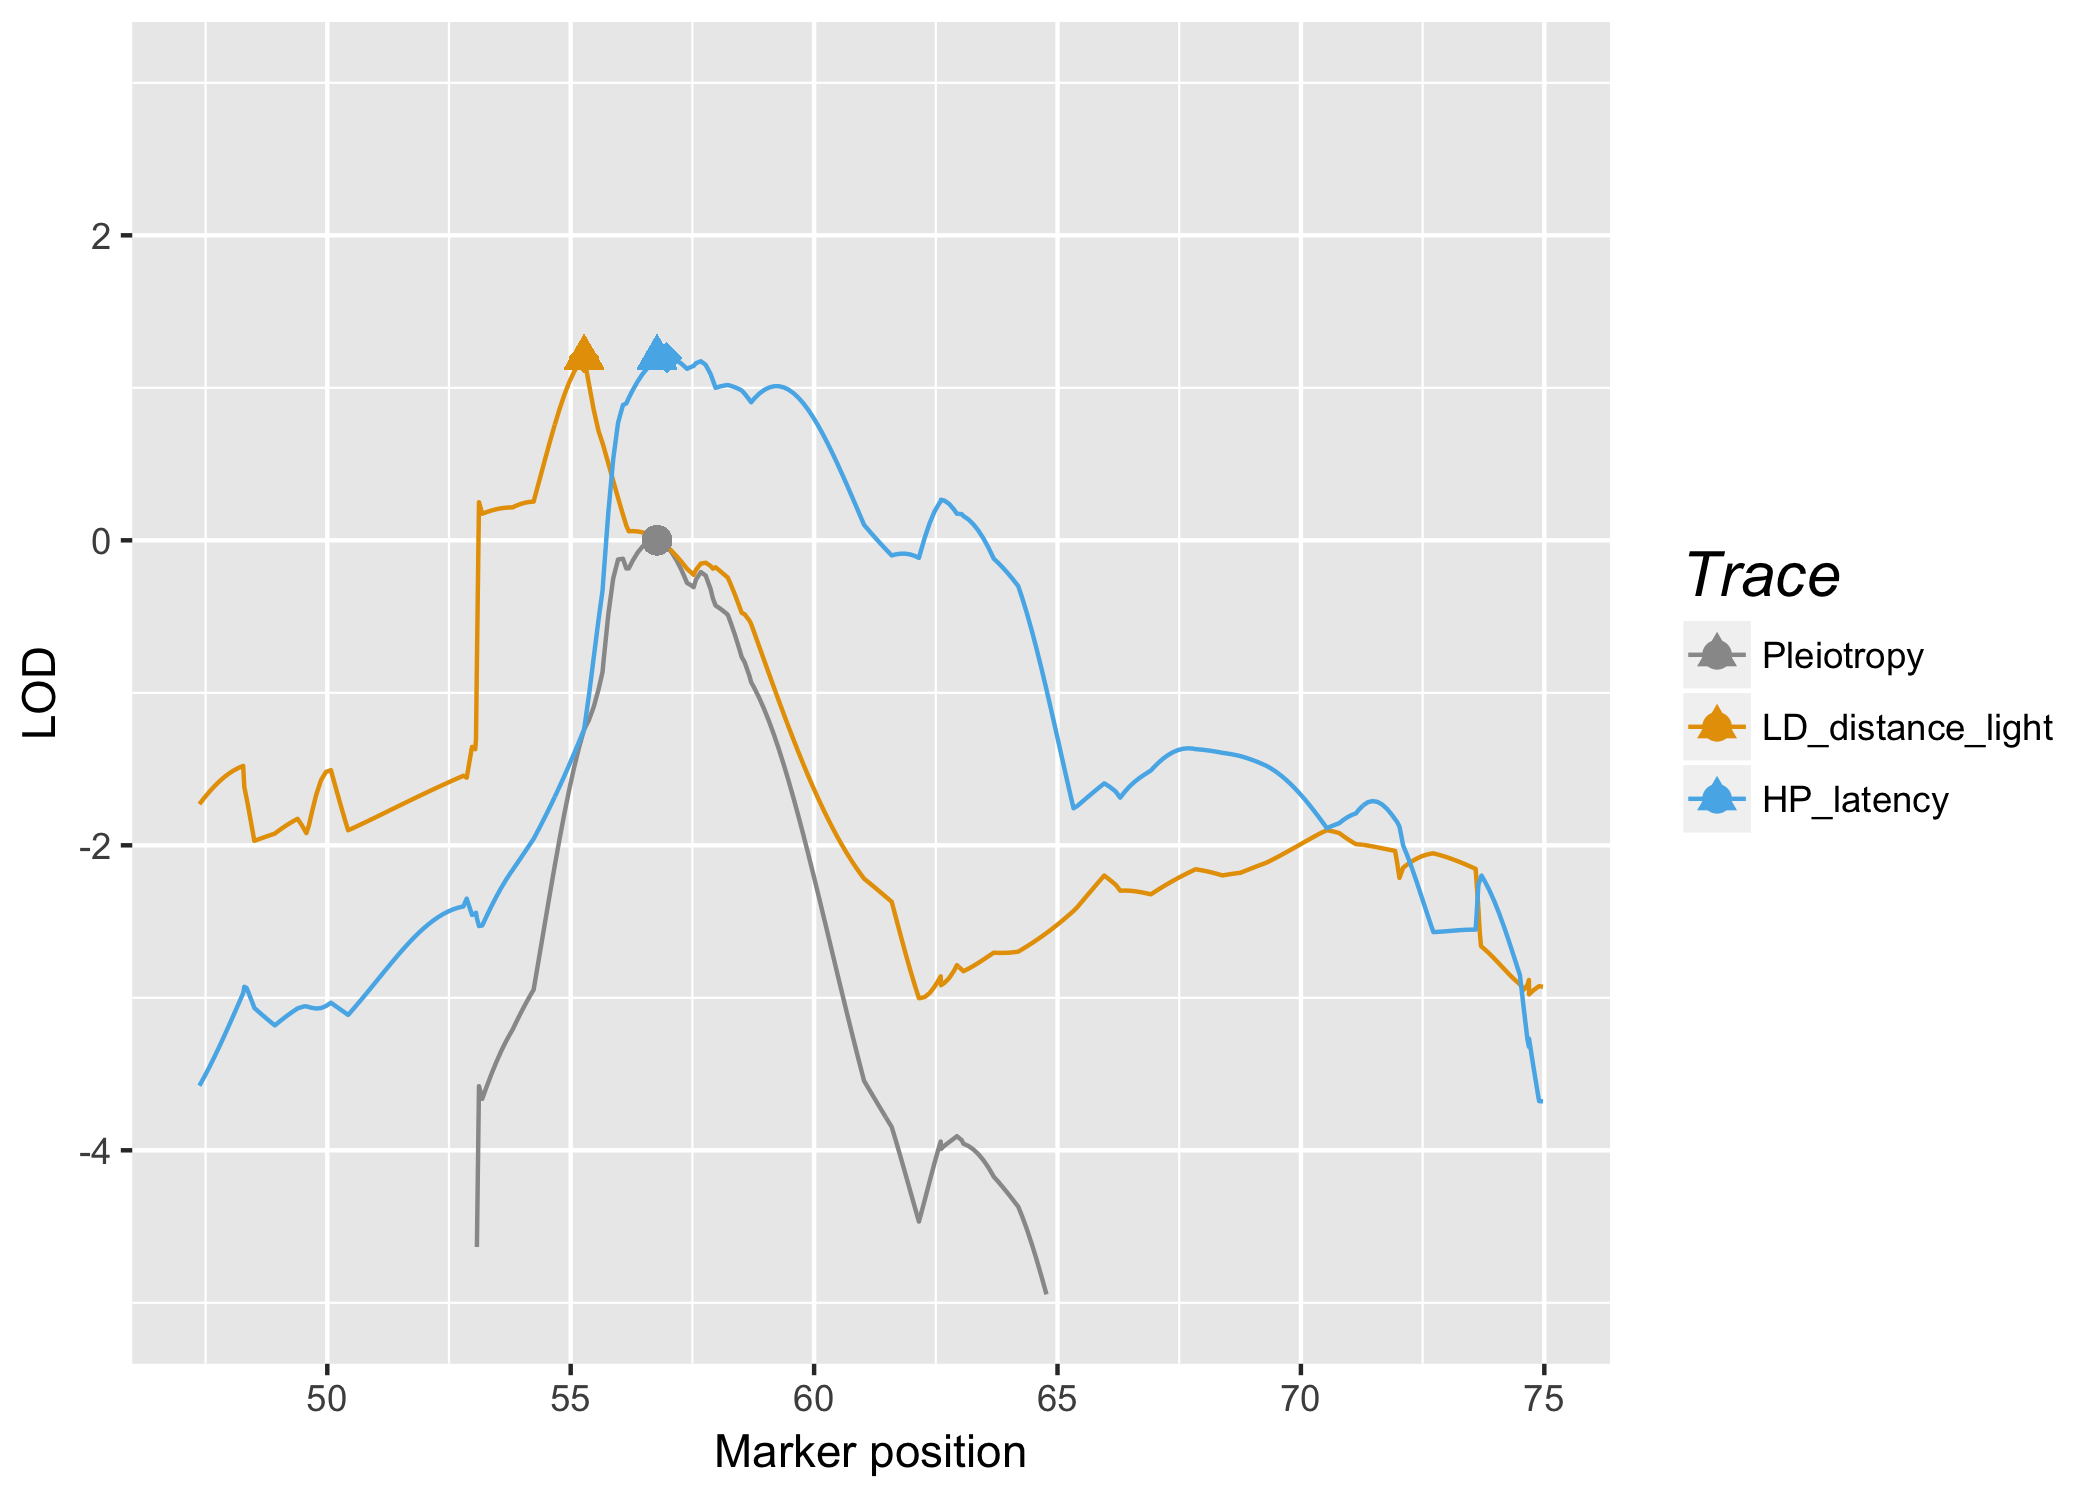 2
0
-2
-4
LOD
50 55 60 65 70 75
Marker position
Trace
Pleiotropy
LD_distance_light
HP_latency